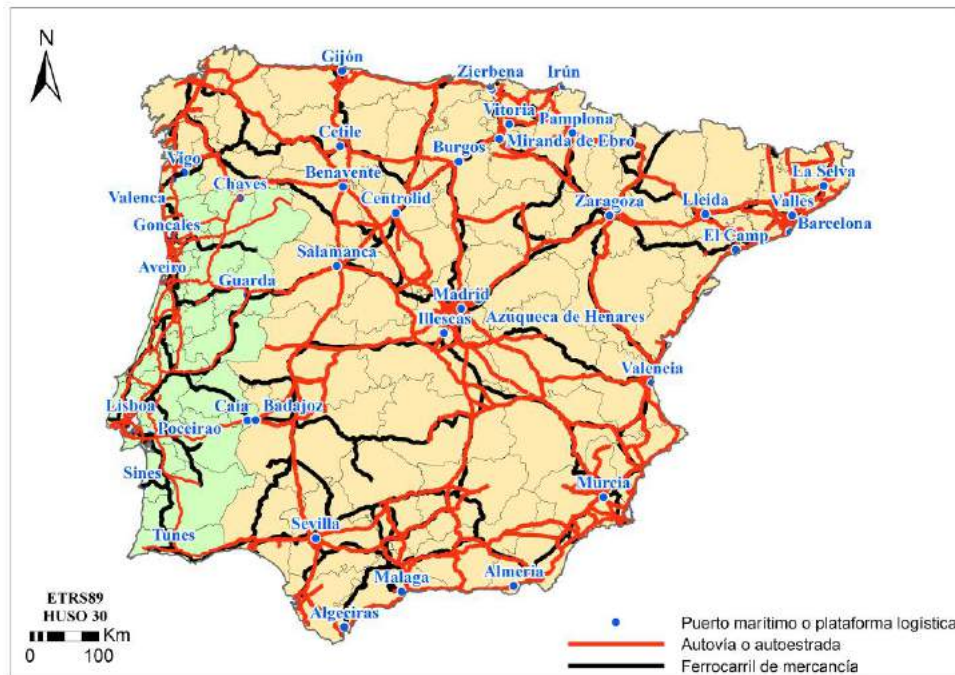 N
Gijón
Zierbena
Irún
Vitoria
Pamplona
Cetile
Miranda de Ebro
Burgos
Vigo
Benavente
La Selva
Valenca
Chaves
Centrolid
Zaragoza
Lleida
Valles
Goncales
Barcelona
El Camp
Salamanca
Aveiro
Guarda
Madrid
Azuqueca de Henares
Illescas
Valencia
Lisboa
Caia
Badajoz
Poceirao
Sines
Murcia
Sevilla
Tunes
Malaga
Almería
Algeciras
ETRS89
HUSO 30
Km
0 100
Puerto marítimo o plataforma logística
Autovía o autoestrada
Ferrocarril de mercancía